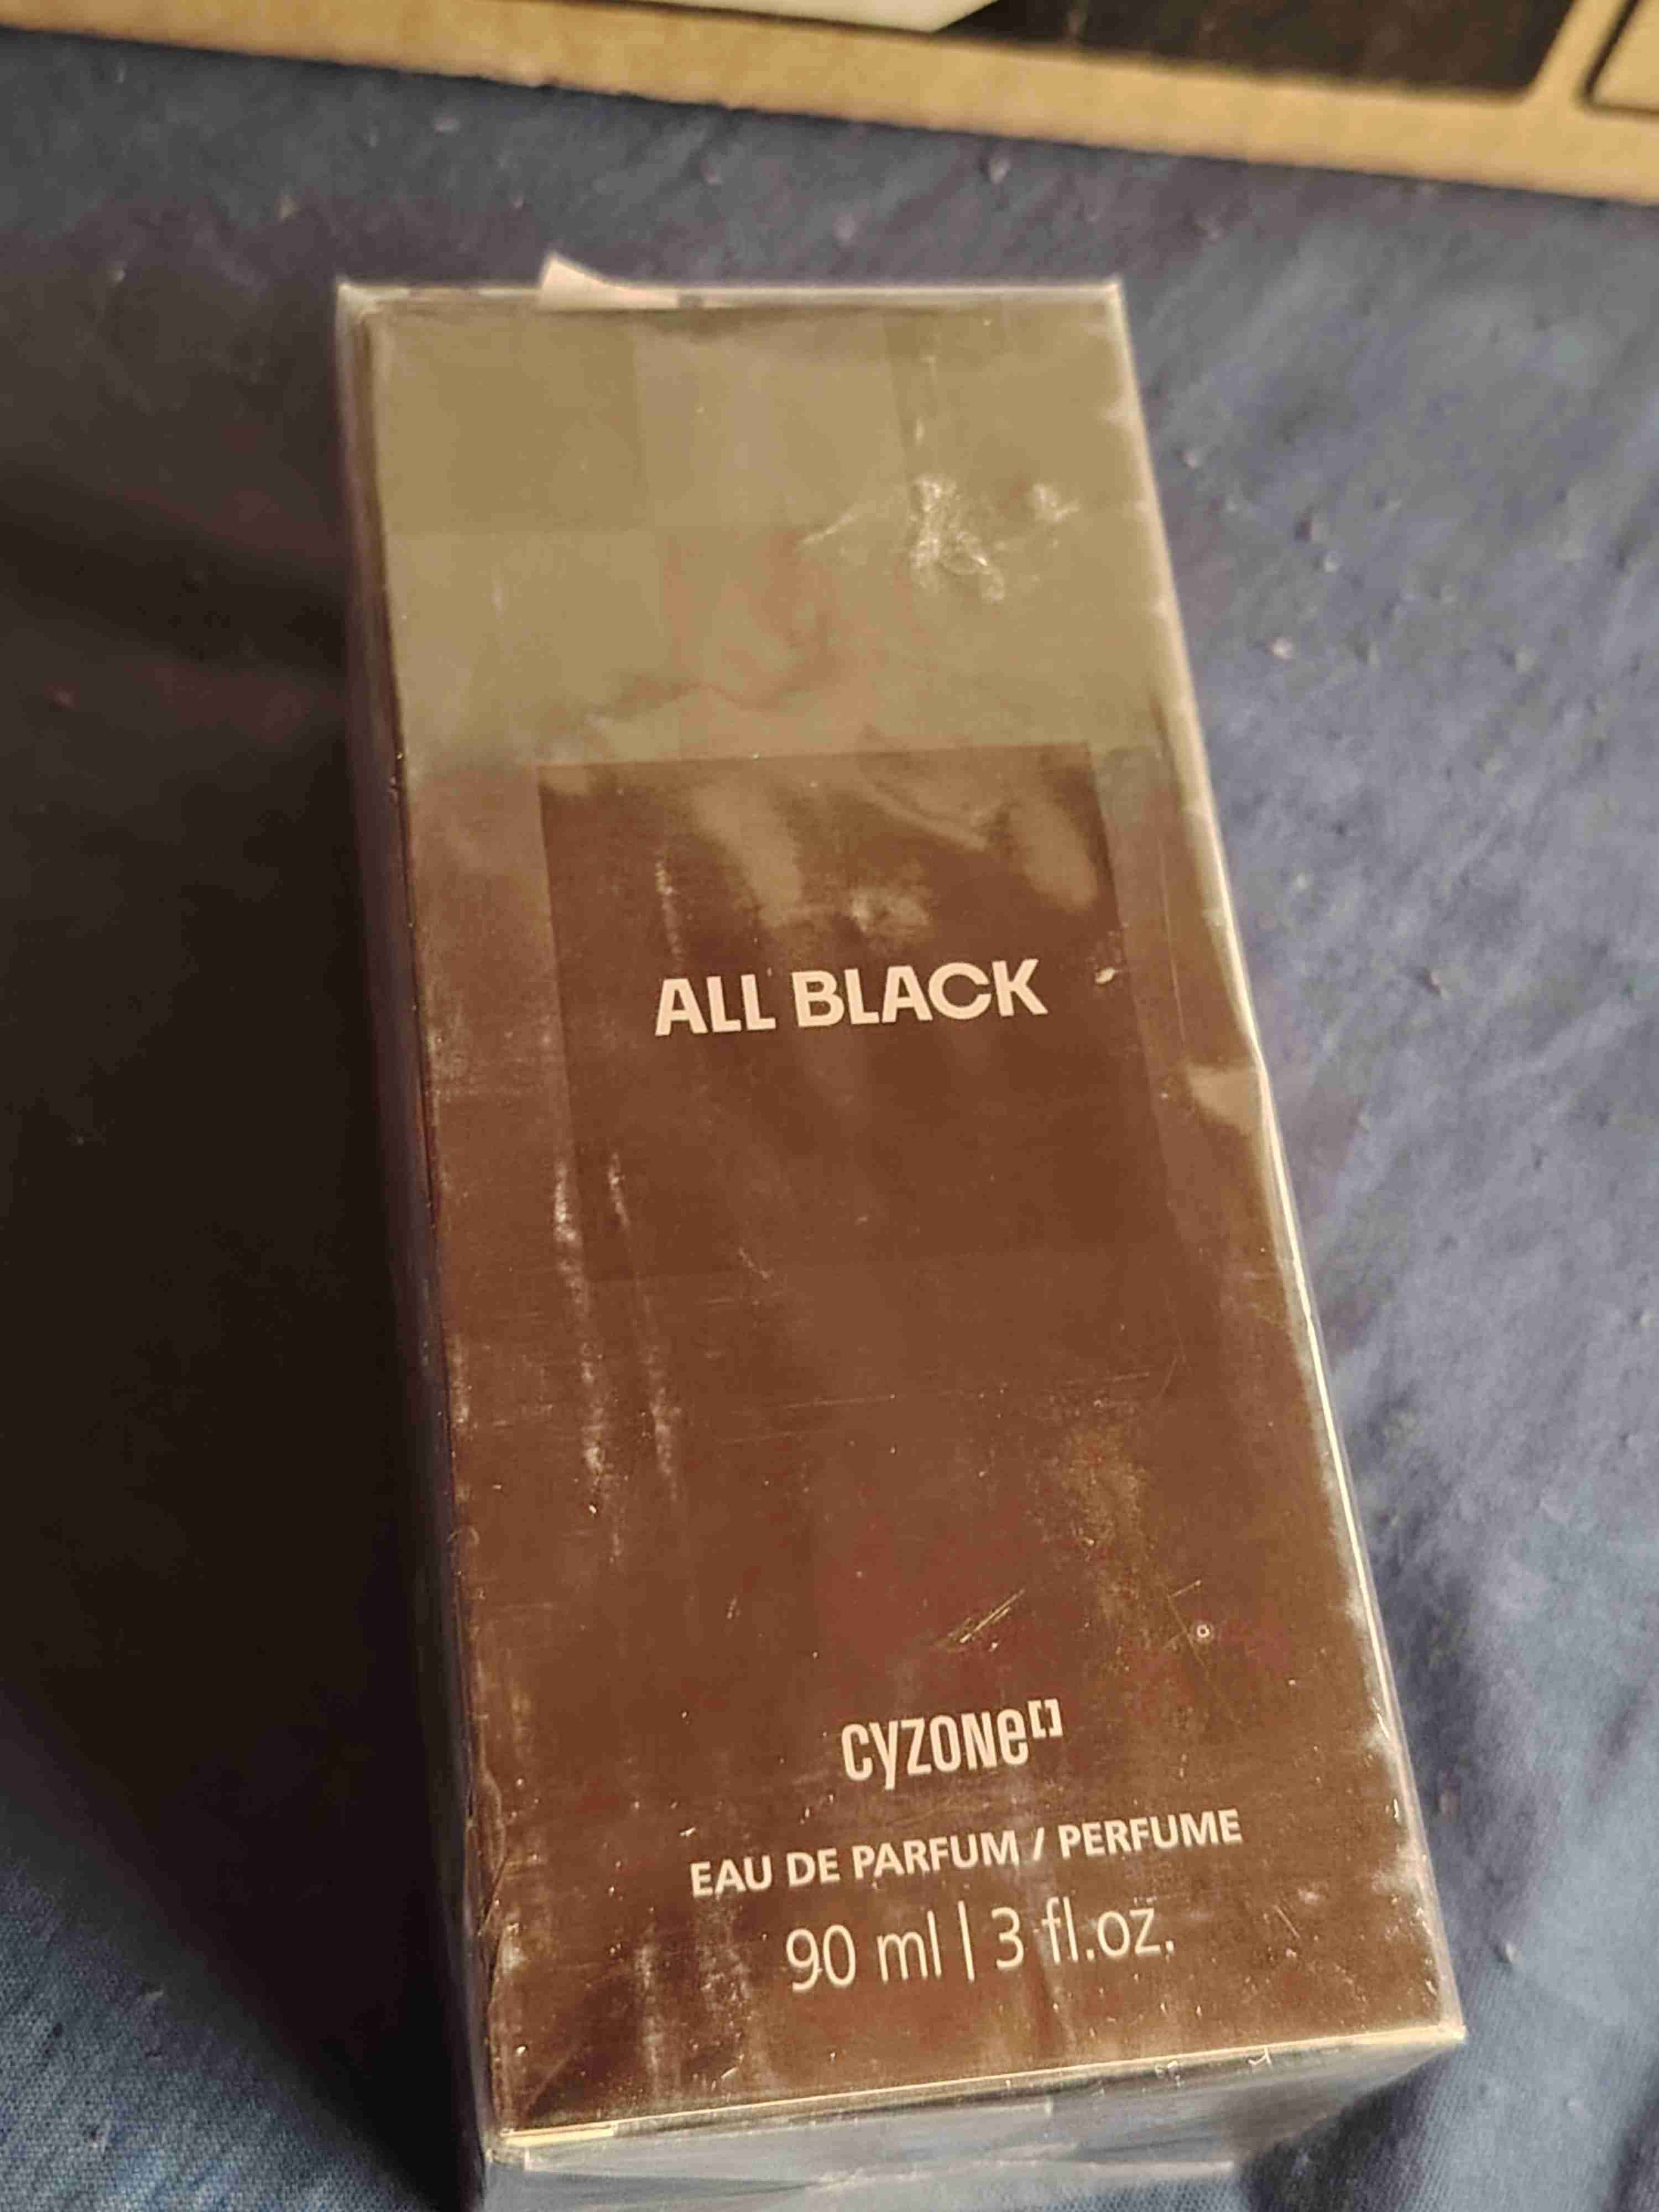 ALL BLACK
cyzone
EAU DE PARFUM / PERFUME
90 ml | 3 fl.oz.